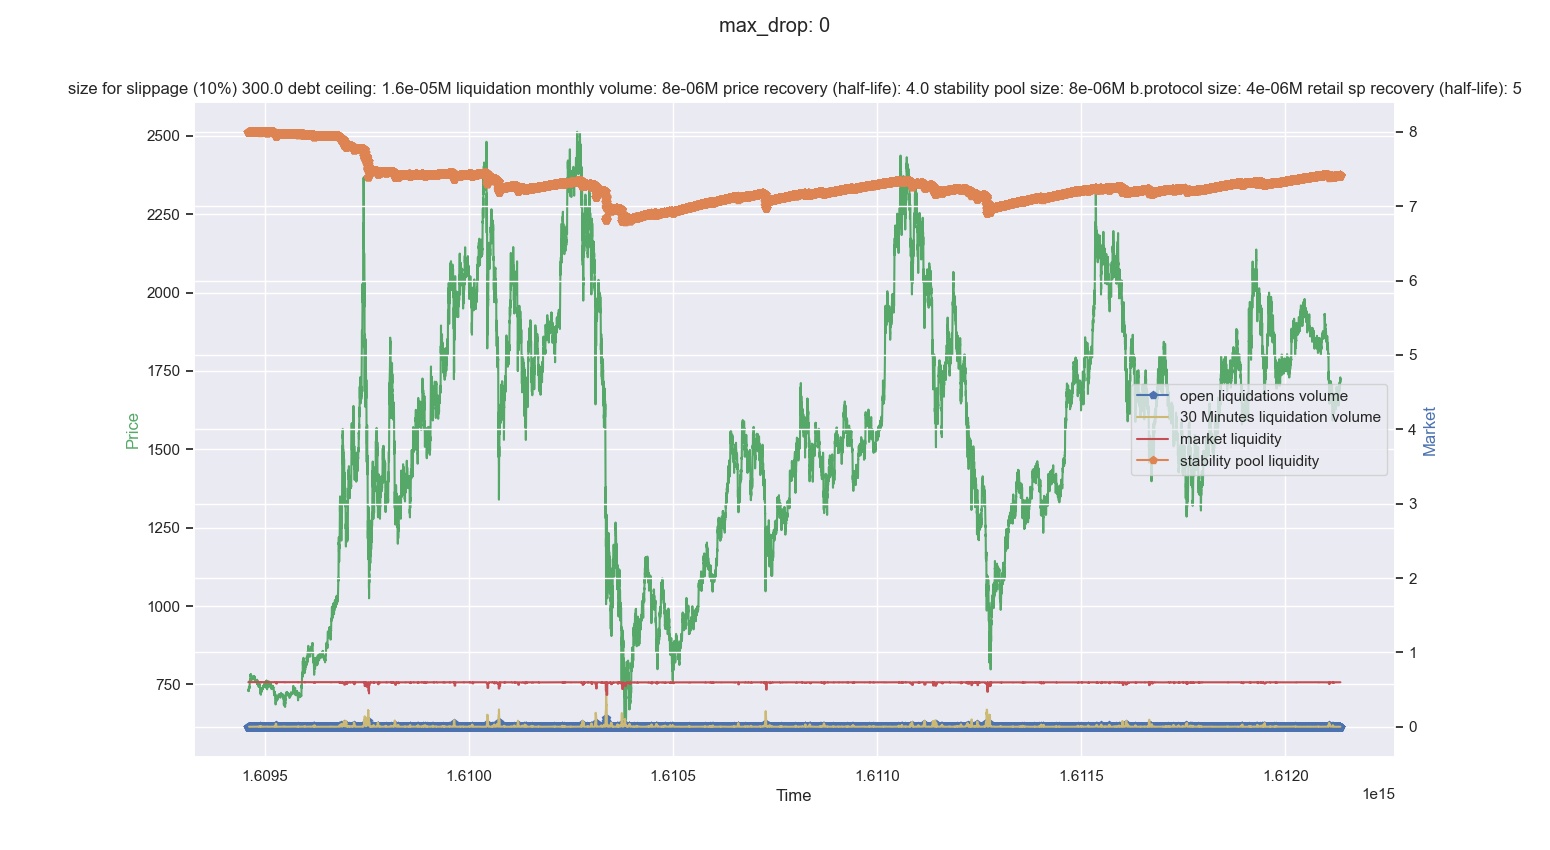 max_drop: 0
size for slippage (10%) 300.0 debt ceiling: 1.6e-05M liquidation monthly volume: 8e-06M price recovery (half-life): 4.0 stability pool size: 8e-06M b.protocol size: 4e-06M retail sp recovery (half-life): 5
2500
2250
2000
1750
1500
1250
1000
750
Price
8
7
6
5
4
3
2
1
0
Market
open liquidations volume
30 Minutes liquidation volume
market liquidity
stability pool liquidity
1.6095
1.6100
1.6105
1.6110
1.6115
1.6120
Time
1e15